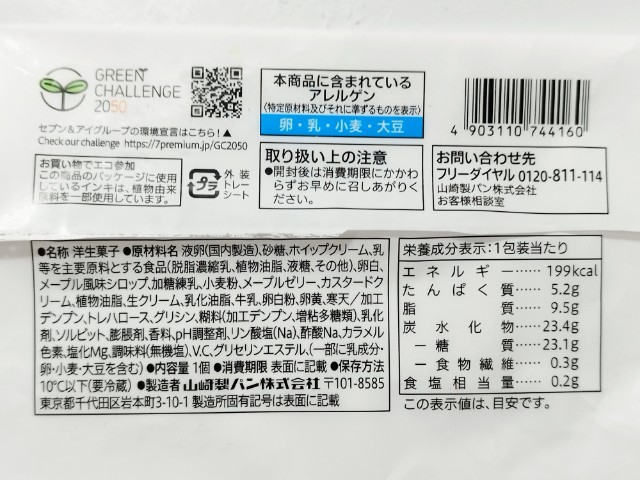 GREEN
CHALLENGE
2050
セブン&アイグループの環境宣言はこちら!▲
Check our challenge https://7premium.jp/GC2050
お買い物でエコ参加
この商品のパッケージに使用
しているインキは、植物由来
原料を一部使用しています。
プラ
外装
トレー
シート
本商品に含まれている
アレルゲン
(特定原材料及びそれに準ずるものを表示)
卵・乳・小麦・大豆
取り扱い上の注意
●開封後は消費期限にかかわ
らずお早めに召しあがりく
ださい。
4 903110 744160
お問い合わせ先
フリーダイヤル 0120-811-114
山崎製パン株式会社
お客様相談室
●名称 洋生菓子 ●原材料名 液卵(国内製造)、砂糖、ホイップクリーム、乳
等を主要原料とする食品(脱脂濃縮乳、植物油脂、液糖、その他)、卵白、
メープル風味シロップ、加糖練乳、小麦粉、メープルゼリー、カスタードク
リーム、植物油脂、生クリーム、乳化油脂、牛乳、卵白粉、卵黄、寒天/加工
デンプン、トレハロース、グリシン、糊料(加工デンプン、増粘多糖類)、乳化
剤、ソルビット、膨脹剤、香料、pH調整剤、リン酸塩(Na)、酢酸Na、カラメル
色素、塩化Mg、調味料(無機塩)、V.C、グリセリンエステル、(一部に乳成分・
卵・小麦・大豆を含む) ●内容量 1個 ●消費期限 表面に記載 ●保存方法
10℃以下(要冷蔵) ●製造者 山崎製パン株式会社 〒101-8585
東京都千代田区岩本町3-10-1 製造所固有記号は表面に記載
栄養成分表示:1包装当たり
エネルギー……199kcal
たんぱく質……5.2g
脂質……9.5g
炭水化物……23.4g
－糖質……23.1g
－食物繊維……0.3g
食塩相当量……0.2g
この表示値は、目安です。